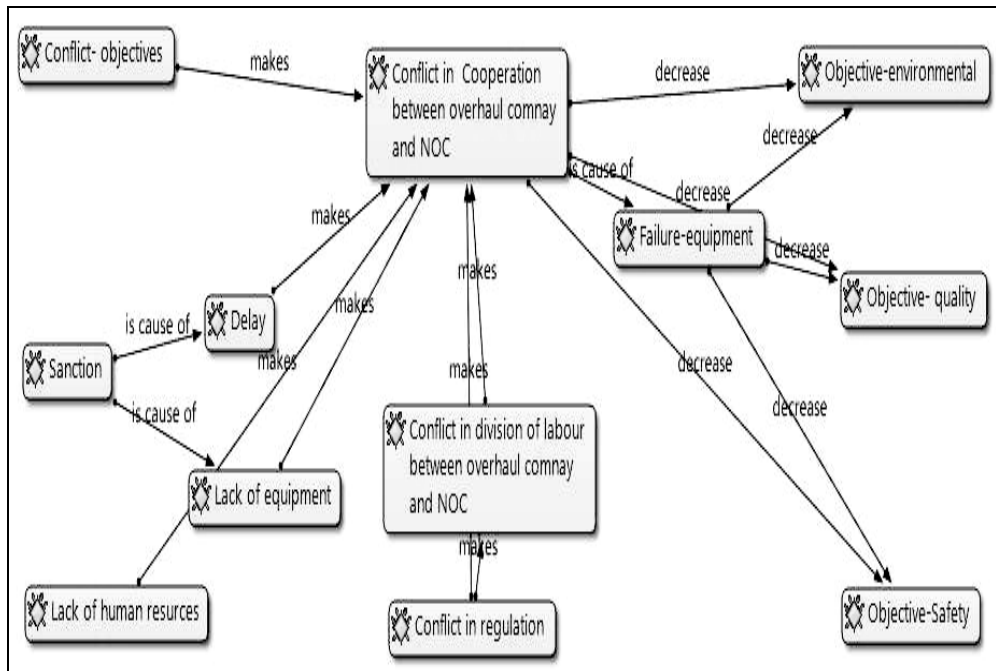 Conflict- objectives
makes
Conflict in Cooperation
between overhaul comnay
and NOC
decrease
Objective-environmental
decrease
is cause of
decrease
Failure-equipment
decrease
Objective- quality
makes
makes
is cause of
Delay
makes
makes
Sanction
is cause of
makes
decrease
decrease
Conflict in division of labour
between overhaul comnay
and NOC
Lack of equipment
makes
Lack of human resurces
Conflict in regulation
Objective-Safety